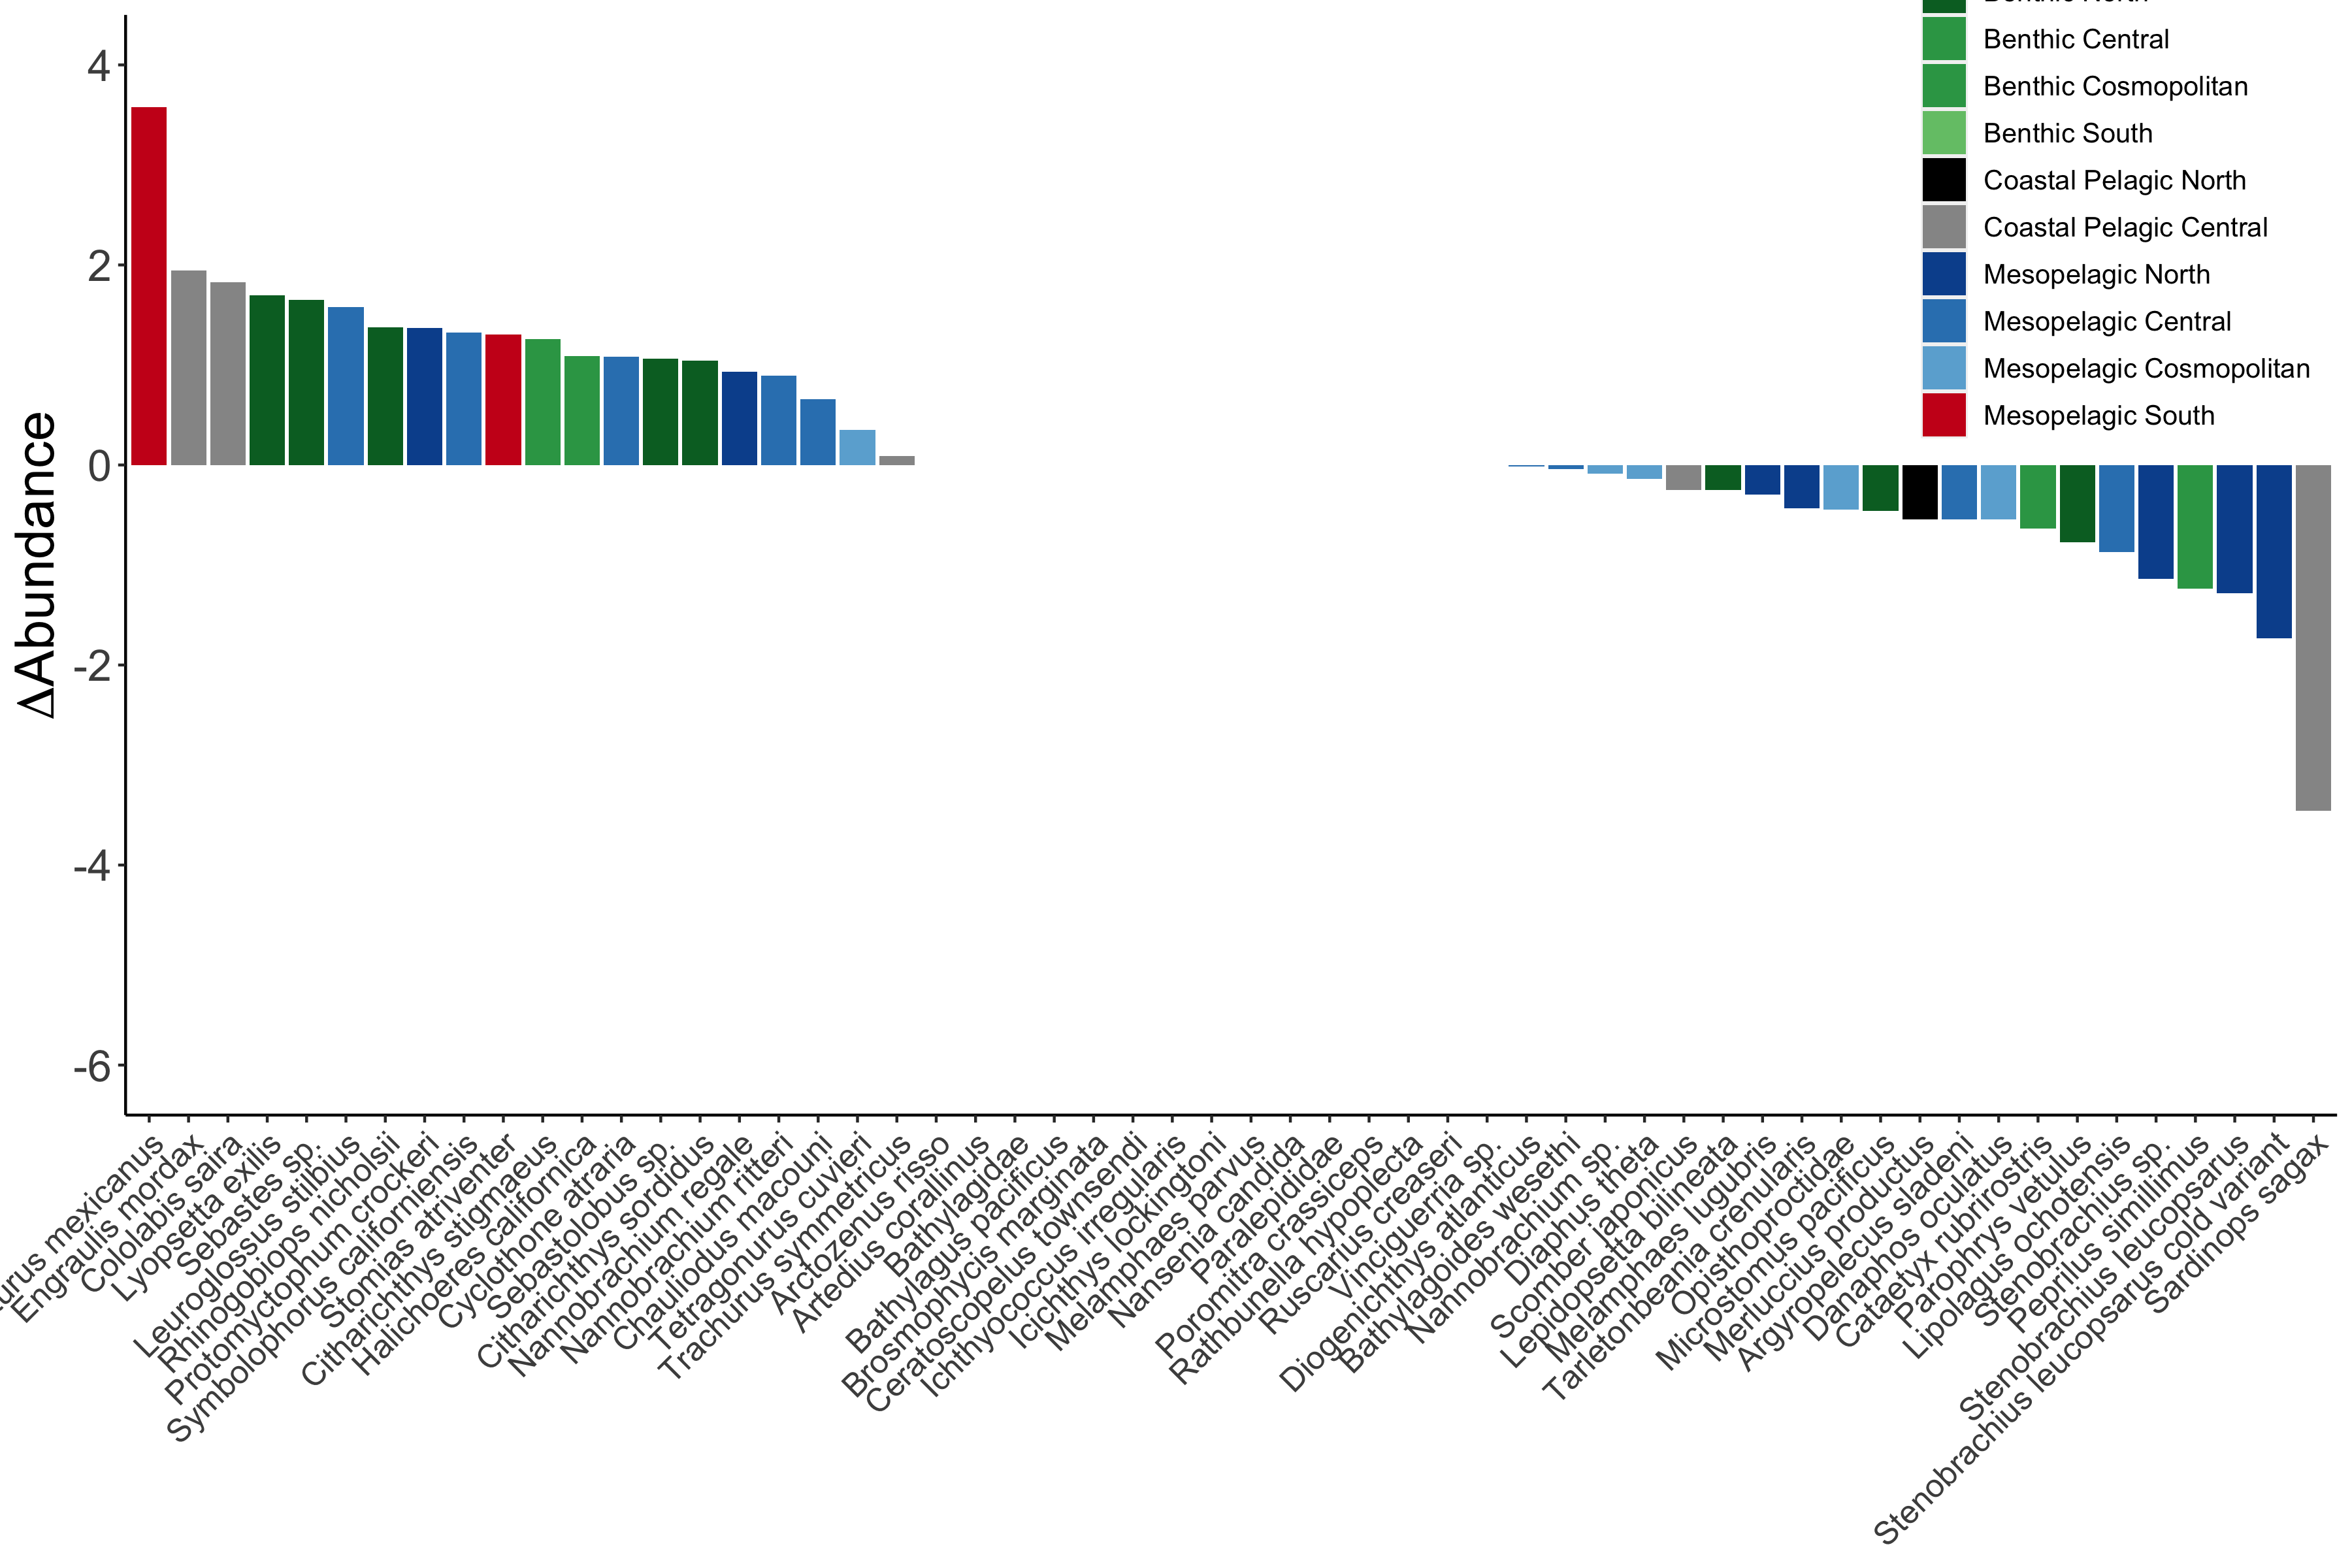 Benthic North
Benthic Central
Benthic Cosmopolitan
Benthic South
Coastal Pelagic North
Coastal Pelagic Central
Mesopelagic North
Mesopelagic Central
Mesopelagic Cosmopolitan
Mesopelagic South
4
2
0
-2
-4
-6
ΔAbundance
urus mexicanus
Engraulis mordax
Cololabis saira
Lyopsetta exilis
Sebastes sp.
Leuroglossus stilbius
Rhinogobiops nicholsii
Protomyctophum crockeri
Symbolophorus californiensis
Stomias atriventer
Citharichthys stigmaeus
Halichoeres californica
Cyclothone atraria
Sebastolobus sp.
Citharichthys sordidus
Nannobrachium regale
Nannobrachium ritteri
Chauliodus macouni
Tetragonurus cuvieri
Trachurus symmetricus
Arctozenus risso
Artedius corallinus
Bathylagidae
Bathylagus pacificus
Brosmophycis marginata
Ceratoscopelus townsendi
Ichthyococcus irregularis
Icichthys lockingtoni
Melamphaes parvus
Nansenia candida
Paralepididae
Poromitra crassiceps
Rathbunella hypoplecta
Ruscarius creaseri
Vinciguerria sp.
Diogenichthys atlanticus
Bathylagoides wesethi
Nannobrachium sp.
Diaphus theta
Scomber japonicus
Lepidopsetta bilineata
Melamphaes lugubris
Tarletonbeania crenularis
Opisthoproctidae
Microstomus pacificus
Merluccius productus
Argyropelecus sladeni
Danaphos oculatus
Cataetyx rubrirostris
Parophrys vetulus
Lipolagus ochotensis
Stenobrachius sp.
Peprilus simillimus
Stenobrachius leucopsarus
Stenobrachius leucopsarus cold variant
Sardinops sagax